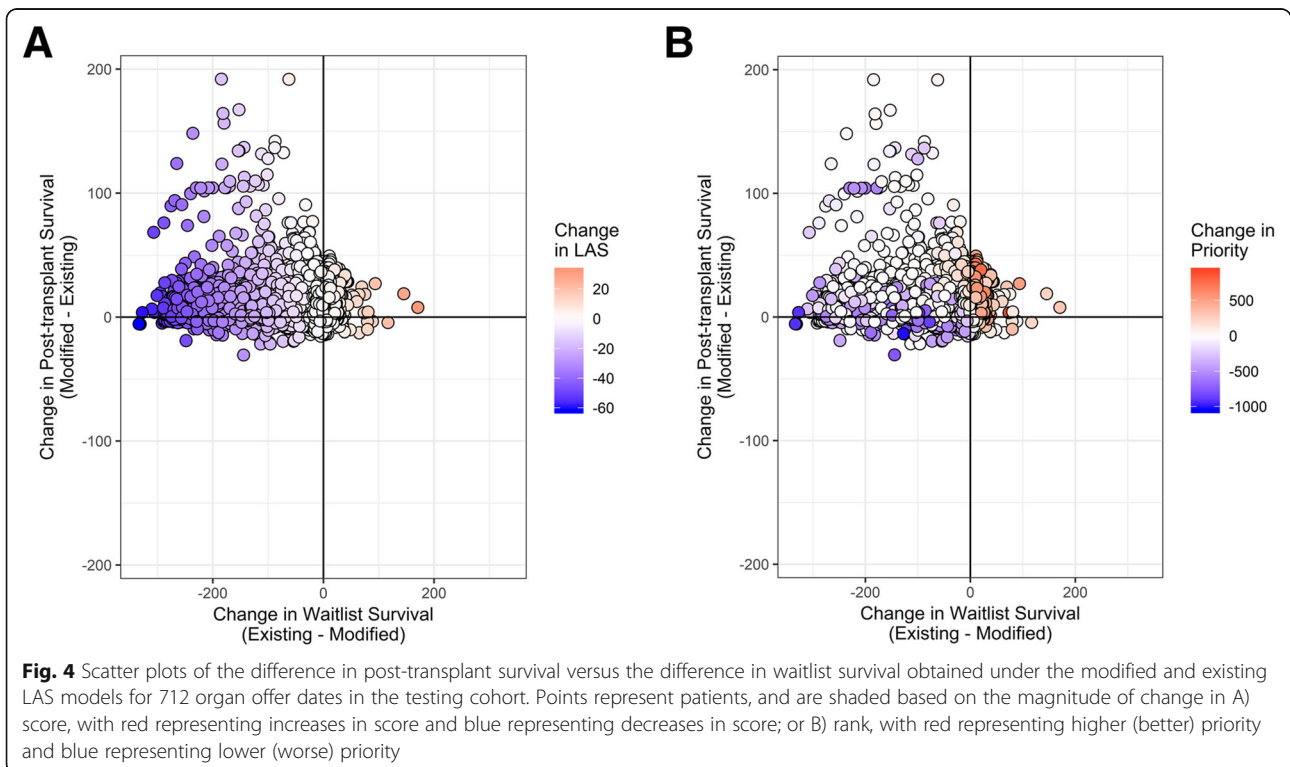 A
200
100
0
-100
-200
Change in Post-transplant Survival
(Modified - Existing)
-200
0
200
Change in Waitlist Survival
(Existing - Modified)
Change
in LAS
20
0
-20
-40
-60
B
200
100
0
-100
-200
Change in Post-transplant Survival
(Modified - Existing)
-200
0
200
Change in Waitlist Survival
(Existing - Modified)
Change in
Priority
500
0
-500
-1000
Fig. 4 Scatter plots of the difference in post-transplant survival versus the difference in waitlist survival obtained under the modified and existing
LAS models for 712 organ offer dates in the testing cohort. Points represent patients, and are shaded based on the magnitude of change in A)
score, with red representing increases in score and blue representing decreases in score; or B) rank, with red representing higher (better) priority
and blue representing lower (worse) priority